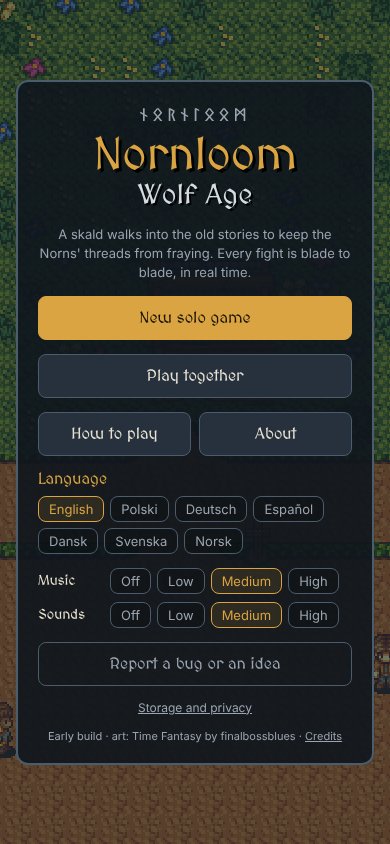 ᚾᛟᚱᚾᛚᛟᛟᛗ
Nornloom
Wolf Age
A skald walks into the old stories to keep the
Norns' threads from fraying. Every fight is blade to
blade, in real time.
New solo game
Play together
How to play About
Language
English Polski Deutsch Español
Dansk Svenska Norsk
Music Off Low Medium High
Sounds Off Low Medium High
Report a bug or an idea
Storage and privacy
Early build · art: Time Fantasy by finalbossblues · Credits